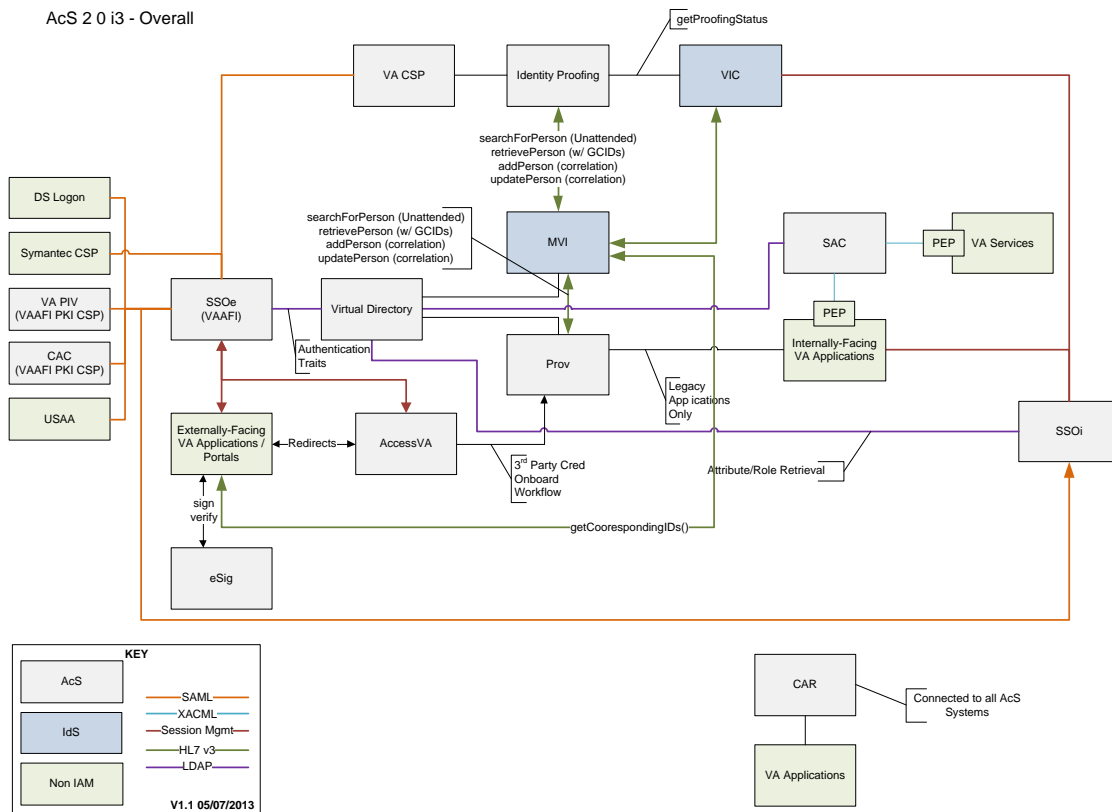 AcS 2 0 i3 - Overall
getProofingStatus
VA CSP
Identity Proofing
VIC
searchForPerson (Unattended)
retrievePerson (w/ GCIDs)
addPerson (correlation)
updatePerson (correlation)
DS Logon
searchForPerson (Unattended)
retrievePerson (w/ GCIDs)
addPerson (correlation)
updatePerson (correlation)
MVI
SAC
PEP
VA Services
Symantec CSP
VA PIV
(VAAFI PKI CSP)
SSOe
(VAAFI)
Virtual Directory
PEP
Internally-Facing
VA Applications
CAC
(VAAFI PKI CSP)
Authentication
Traits
Prov
Legacy
Applications
Only
USAA
Externally-Facing
VA Applications /
Portals
Redirects
AccessVA
SSOi
3rd Party Cred
Onboard
Workflow
Attribute/Role Retrieval
sign
verify
getCoorespondingIDs()
eSig
KEY
AcS
IdS
Non IAM
SAML
XACML
Session Mgmt
HL7 v3
LDAP
V1.1 05/07/2013
CAR
Connected to all AcS
Systems
VA Applications